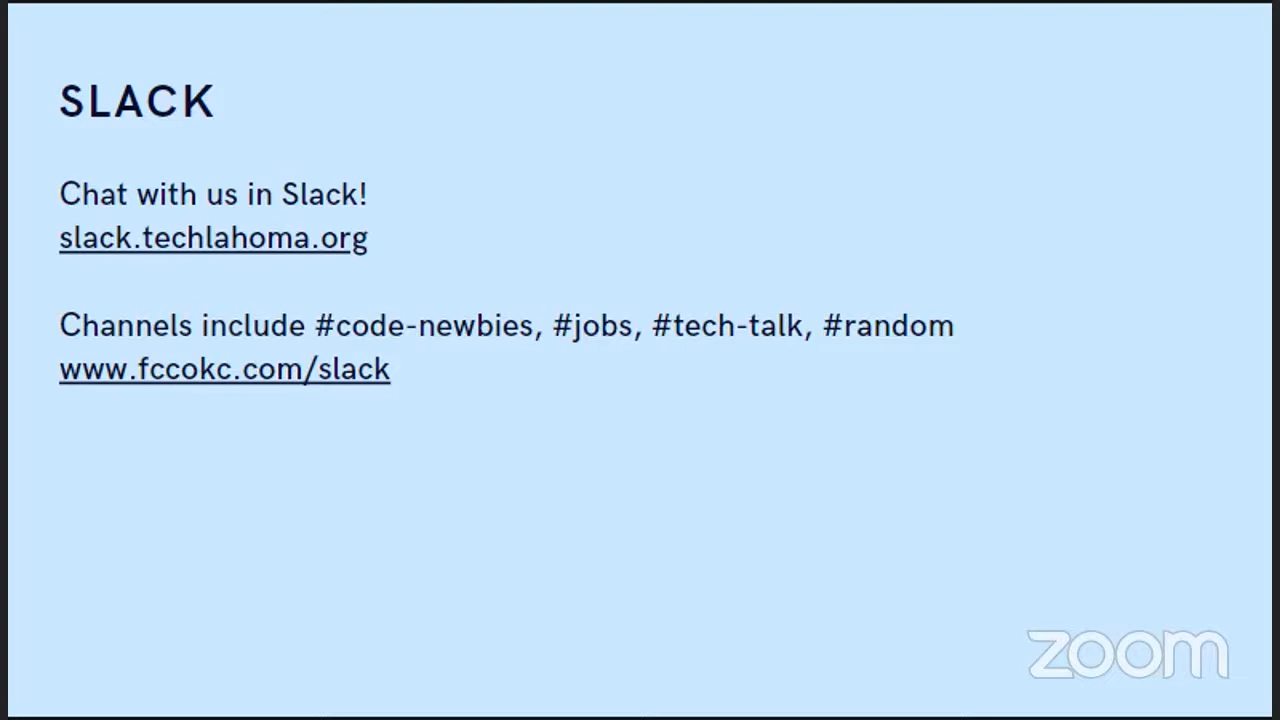 SLACK
Chat with us in Slack!
slack.techlahoma.org
Channels include #code-newbies, #jobs, #tech-talk, #random
www.fccokc.com/slack
zoom